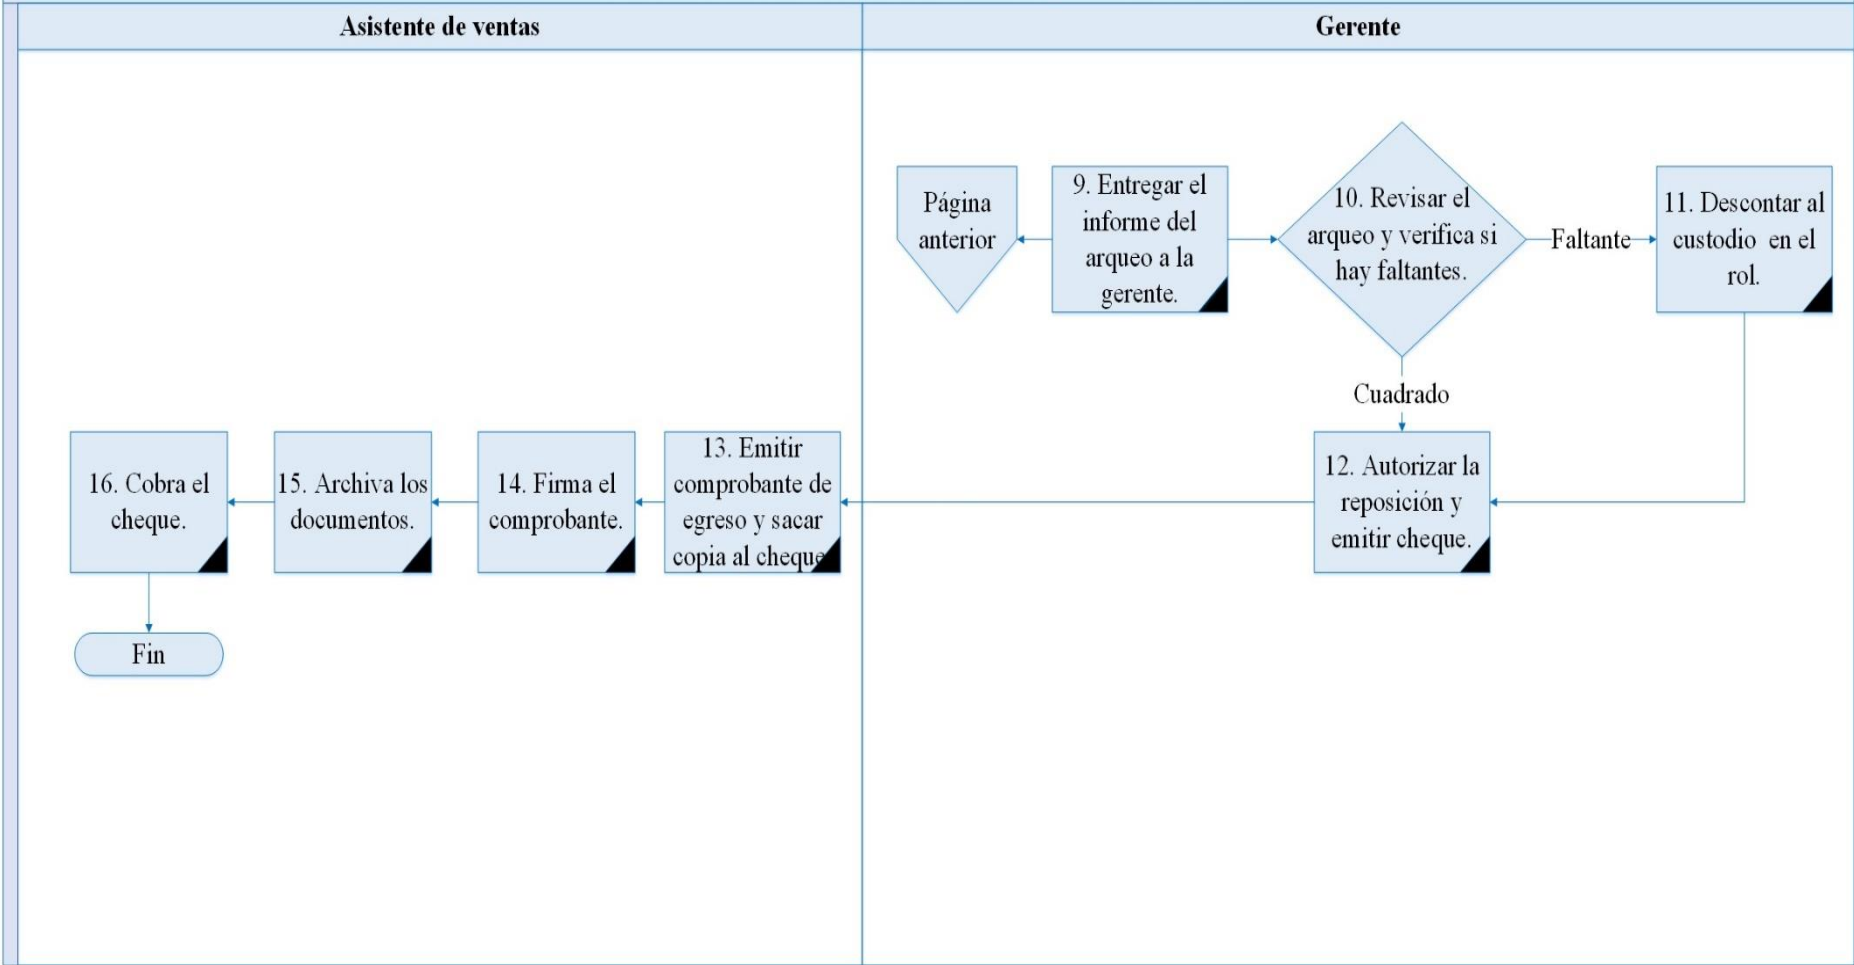 Asistente de ventas
Gerente
Página
anterior
9. Entregar el
informe del
arqueo a la
gerente.
10. Revisar el
arqueo y verifica si
hay faltantes.
Faltante
11. Descontar al
custodio en el
rol.
Cuadrado
12. Autorizar la
reposición y
emitir cheque.
13. Emitir
comprobante de
egreso y sacar
copia al cheque
14. Firma el
comprobante.
15. Archiva los
documentos.
16. Cobra el
cheque.
Fin